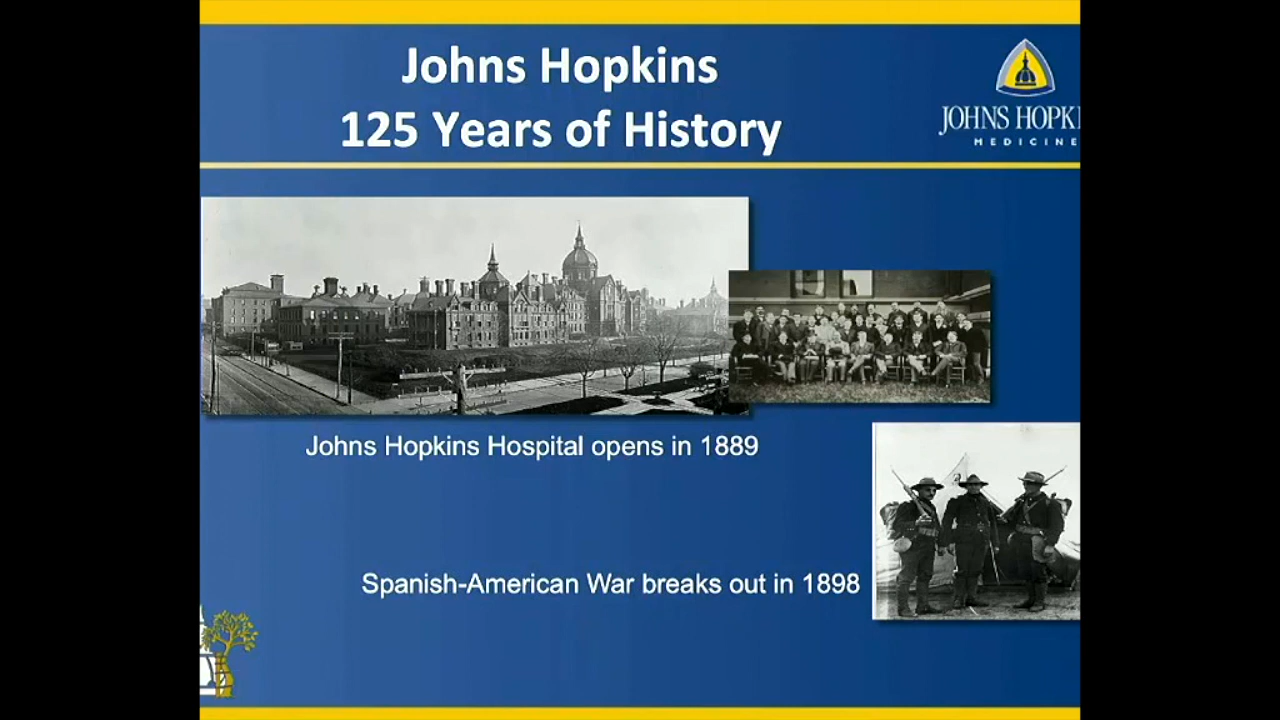 Johns Hopkins
125 Years of History
JOHNS HOPKI
MEDICINE
Johns Hopkins Hospital opens in 1889
Spanish-American War breaks out in 1898